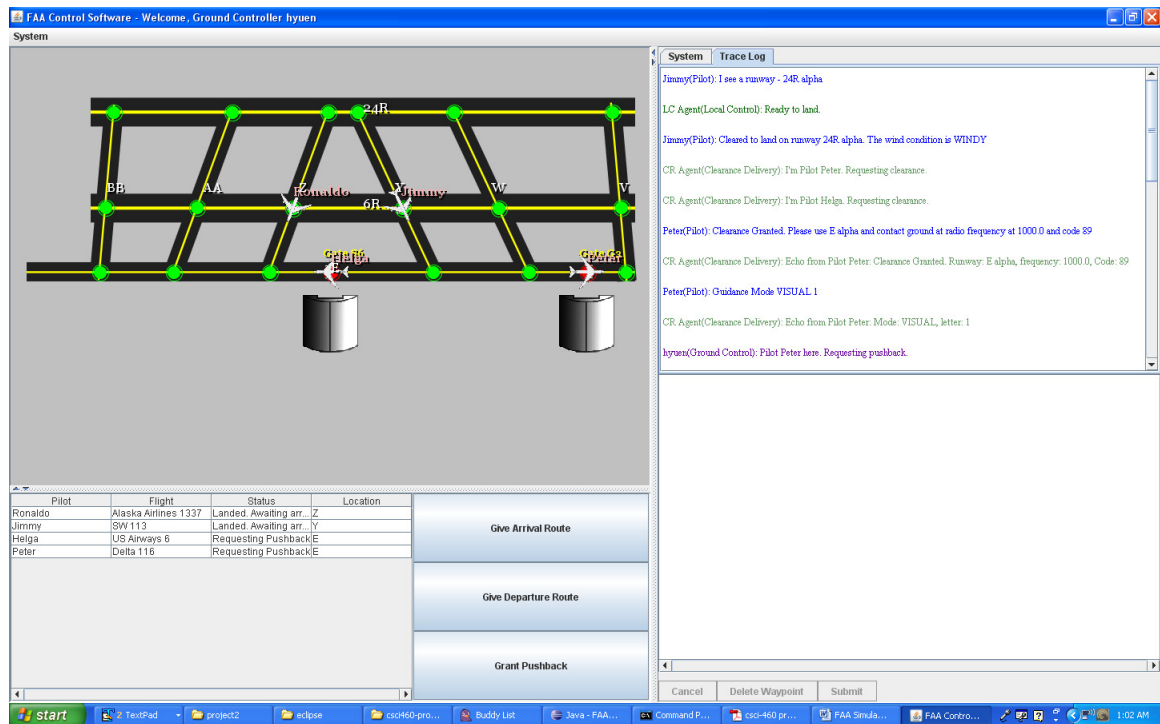 FAA Control Software - Welcome, Ground Controller hyuen
System
System Trace Log
Jimmy(Pilot): I see a runway - 24R alpha
LC Agent(Local Control): Ready to land.
Jimmy(Pilot): Cleared to land on runway 24R alpha. The wind condition is WINDY
CR Agent(Clearance Delivery): I'm Pilot Peter. Requesting clearance.
CR Agent(Clearance Delivery): I'm Pilot Helga. Requesting clearance.
Peter(Pilot): Clearance Granted. Please use E alpha and contact ground at radio frequency at 1000.0 and code 89
CR Agent(Clearance Delivery): Echo from Pilot Peter: Clearance Granted. Runway: E alpha, frequency: 1000.0, Code: 89
Peter(Pilot): Guidance Mode VISUAL 1
CR Agent(Clearance Delivery): Echo from Pilot Peter: Mode: VISUAL, letter: 1
hyuen(Ground Control): Pilot Peter here. Requesting pushback.
24R
BB AA Z Y W V
Ronaldo Jimmy
6R
Helga
E
Pilot Flight Status Location
Ronaldo Alaska Airlines 1337 Landed. Awaiting arr... Z
Jimmy SW 113 Landed. Awaiting arr... Y
Helga US Airways 6 Requesting Pushback E
Peter Delta 116 Requesting Pushback E
Give Arrival Route
Give Departure Route
Grant Pushback
Cancel Delete Waypoint Submit
start 2 TextPad project2 eclipse csci460-pro... Buddy List Java - FAA... Command P... csci-460 pr... FAA Simula... FAA Contro... 1:02 AM